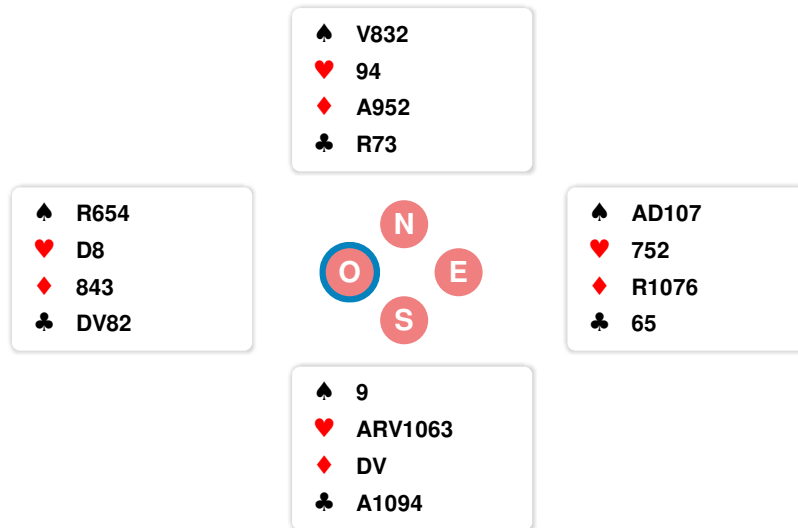 ♠ V832
♥ 94
♦ A952
♣ R73
♠ R654
♥ D8
♦ 843
♣ DV82
N
O E
S
♠ AD107
♥ 752
♦ R1076
♣ 65
♠ 9
♥ ARV1063
♦ DV
♣ A1094